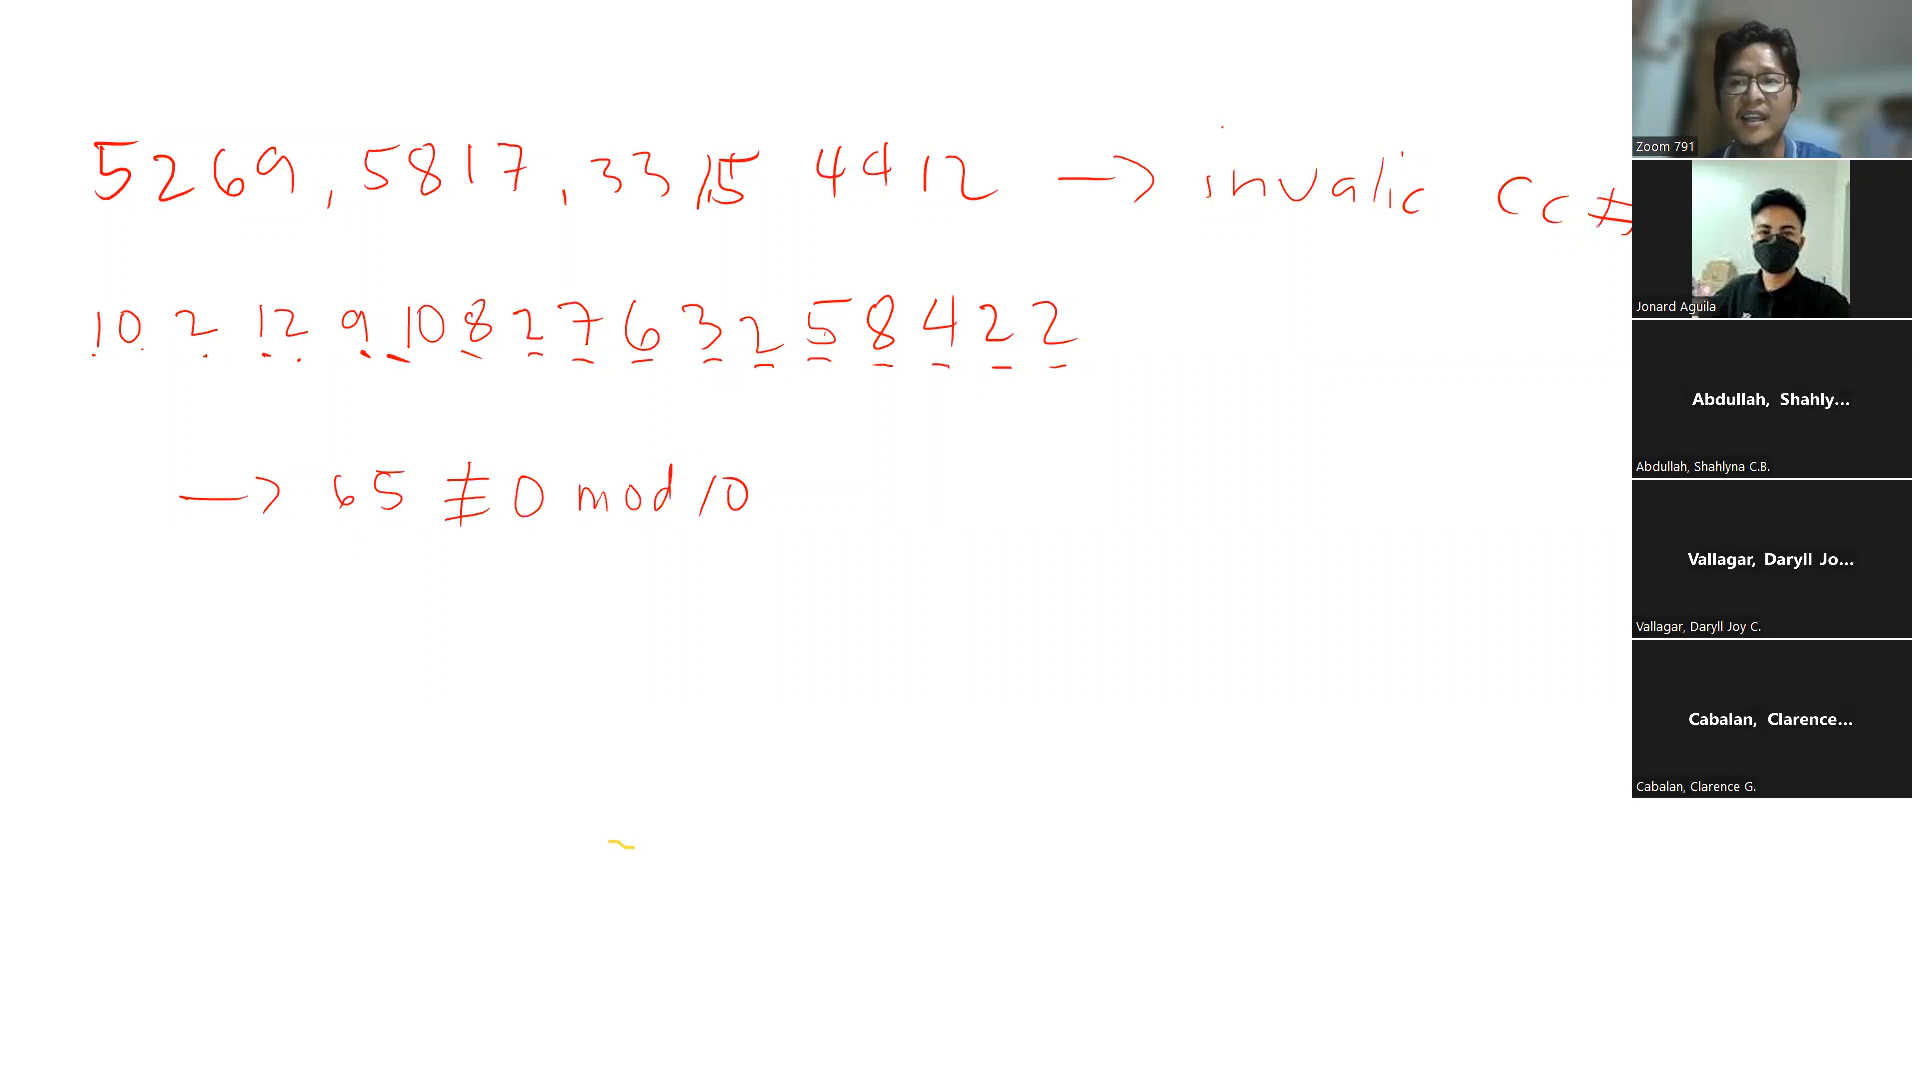 5269, 5817, 3315 4412 → invalid CC #
10 2 12 9 10 8 2 7 6 3 2 5 8 4 2 2
→ 65 ≢ 0 mod 10
Zoom 791
Jonard Aguila
Abdullah, Shahly...
Abdullah, Shahlyna C.B.
Vallagar, Daryll Jo...
Vallagar, Daryll Joy C.
Cabalan, Clarence...
Cabalan, Clarence G.